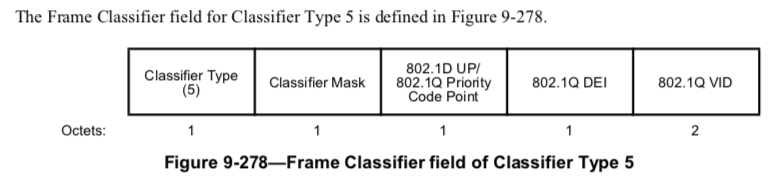 The Frame Classifier field for Classifier Type 5 is defined in Figure 9-278.
Classifier Type
(5)
Classifier Mask
802.1D UP/
802.1Q Priority
Code Point
802.1Q DEI
802.1Q VID
Octets: 1 1 1 1 2
Figure 9-278—Frame Classifier field of Classifier Type 5